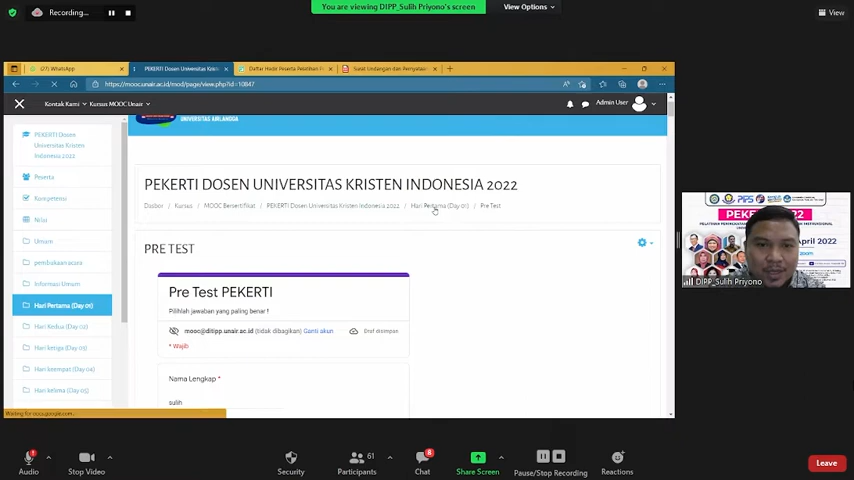 Recording...
You are viewing DIPP_Sulih Priyono's screen
View Options
View
(27) WhatsApp
PEKERTI Dosen Universitas Kris
Daftar Hadir Peserta Pelatihan P
Surat Undangan dan Pernyataan
https://mooc.unair.ac.id/mod/page/view.php?id=10847
Kontak Kami
Kursus MOOC Unair
Admin User
UNIVERSITAS AIRLANGGA
PEKERTI Dosen
Universitas Kristen
Indonesia 2022
Peserta
Kompetensi
Nilai
Umum
pembukaan acara
Informasi Umum
Hari Pertama (Day 01)
Hari Kedua (Day 02)
Hari ketiga (Day 03)
Hari keempat (Day 04)
Hari kelima (Day 05)
PEKERTI DOSEN UNIVERSITAS KRISTEN INDONESIA 2022
Dasbor / Kursus / MOOC Bersertifikat / PEKERTI Dosen Universitas Kristen Indonesia 2022 / Hari Pertama (Day 01) / Pre Test
PRE TEST
Pre Test PEKERTI
Pilihlah jawaban yang paling benar !
mooc@ditipp.unair.ac.id (tidak dibagikan) Ganti akun
Draf disimpan
* Wajib
Nama Lengkap *
sulih
Waiting for docs.google.com...
PIPS
2022
April 2022
zoom
DIPP_Sulih Priyono
Audio
Stop Video
Security
61
Participants
8
Chat
Share Screen
Pause/Stop Recording
Reactions
Leave